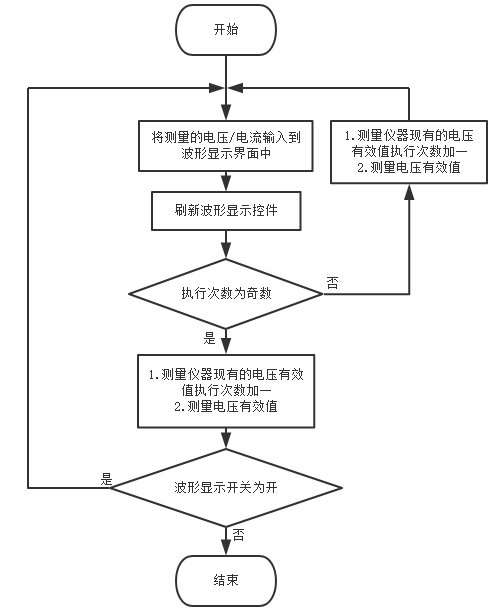 开始
将测量的电压/电流输入到
波形显示界面中
1.测量仪器现有的电压
有效值执行次数加一
2.测量电压有效值
刷新波形显示控件
执行次数为奇数
否
是
1.测量仪器现有的电压有效
值执行次数加一
2.测量电压有效值
波形显示开关为开
是
否
结束